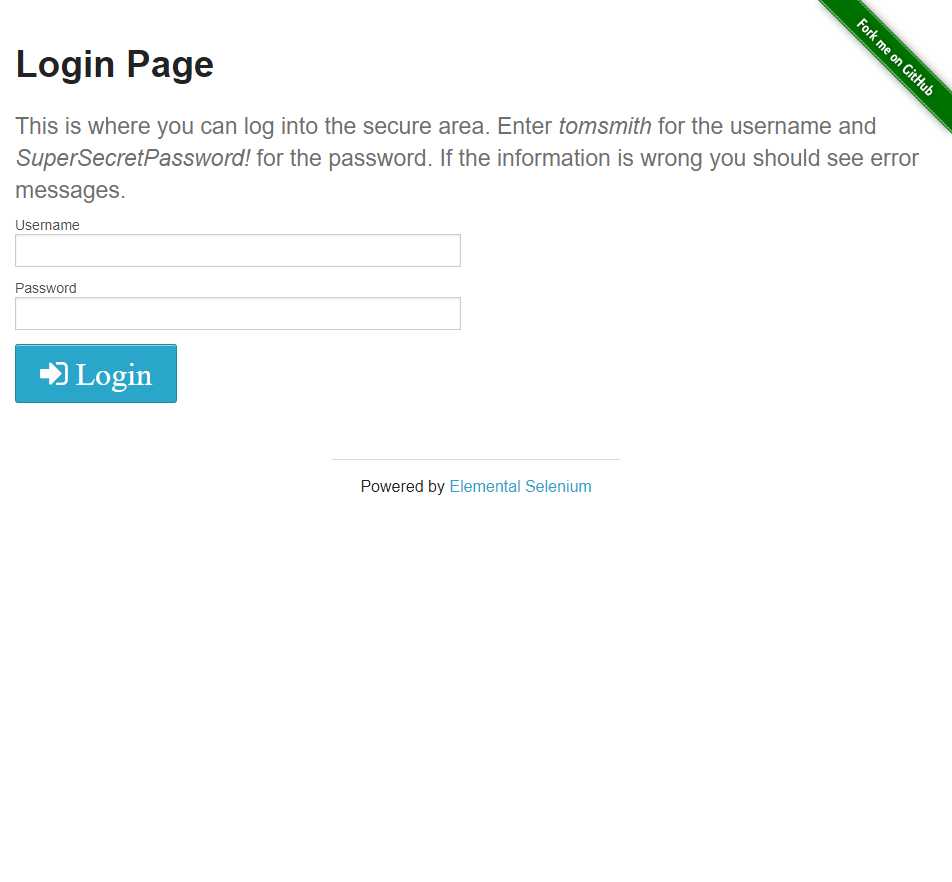 Fork me on GitHub
Login Page
This is where you can log into the secure area. Enter tomsmith for the username and
SuperSecretPassword! for the password. If the information is wrong you should see error
messages.
Username
Password
Login
Powered by Elemental Selenium